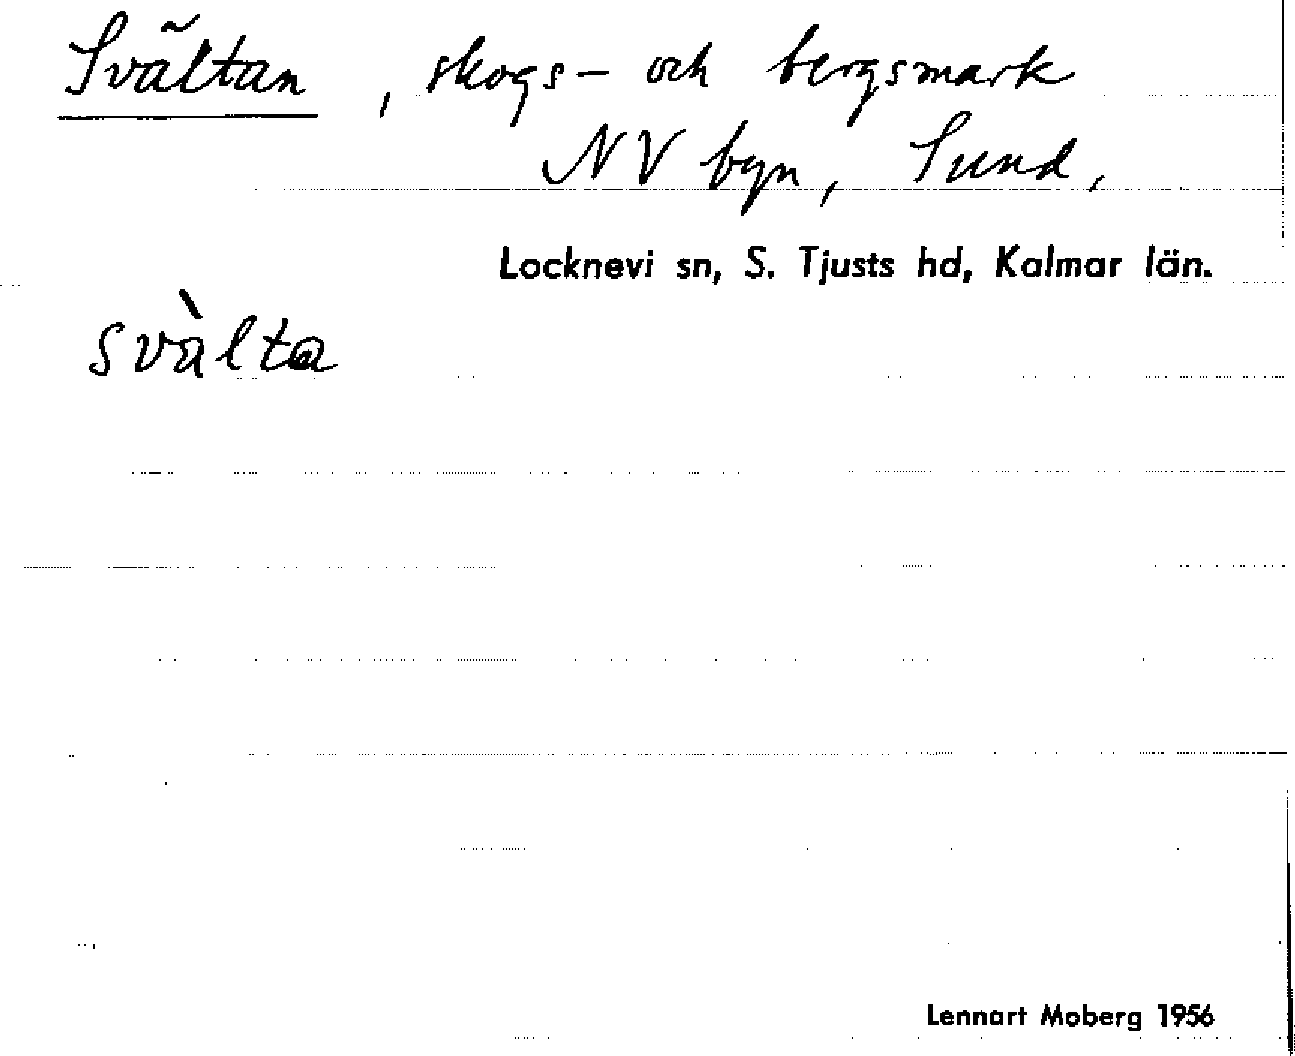 Svältan, skogs- och bergsmark
NV byn, Sund,
Locknevi sn, S. Tjusts hd, Kalmar län.
svàlta
Lennart Moberg 1956